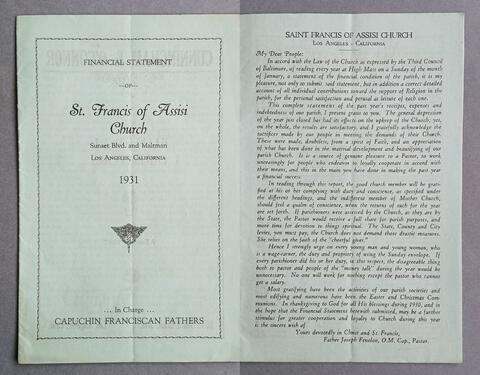 FINANCIAL STATEMENT
—OF—
St. Francis of Assisi
Church
Sunset Blvd. and Maltman
LOS ANGELES, CALIFORNIA
1931
... In Charge ...
CAPUCHIN FRANCISCAN FATHERS
SAINT FRANCIS OF ASSISI CHURCH
LOS ANGELES - CALIFORNIA
My Dear People:
In accord with the Law of the Church as expressed by the Third Council
of Baltimore, of reading every year at High Mass on a Sunday of the month
of January, a statement of the financial condition of the parish, it is my
pleasure, not only to submit said statement, but in addition a correct detailed
account of all individual contributions toward the support of Religion in the
parish, for the personal satisfaction and perusal at leisure of each one.
This complete statement of the past year's receipts, expenses and
indebtedness of our parish, I present gratis to you. The general depression
of the year just closed has had its effects on the upkeep of the Church; yet,
on the whole, the results are satisfactory, and I gratefully acknowledge the
sacrifices made by our people in meeting the demands of their Church.
These were made, doubtless, from a spirit of Faith, and an appreciation
of what has been done in the material development and beautifying of our
parish Church. It is a source of genuine pleasure to a Pastor, to work
unceasingly for people who endeavor to loyally cooperate in accord with
their means, and this in the main you have done in making the past year
a financial success.
In reading through this report, the good church member will be grati-
fied at his or her complying with duty and conscience, as specified under
the different headings, and the indifferent member of Mother Church,
should feel a qualm of conscience, when the returns of such for the year
are set forth. If parishioners were assessed by the Church, as they are by
the State, the Pastor would receive a full share for parish purposes, and
more time for devotion to things spiritual. The State, County and City
levies, you must pay, the Church does not demand these drastic measures.
She relies on the faith of the "cheerful giver."
Hence I strongly urge on every young man and young woman, who
is a wage-earner, the duty and propriety of using the Sunday envelope. If
every parishioner did his or her duty, in this respect, the disagreeable thing
both to pastor and people of the "money talk" during the year would be
unnecessary. No one will work for nothing except the pastor who cannot
get a salary.
Most gratifying have been the activities of our parish societies and
most edifying and numerous have been the Easter and Christmas Com-
munions. In thanksgiving to God for all His blessings during 1930, and in
the hope that the Financial Statement herewith submitted, may be a further
stimulus for greater cooperation and loyalty to Church during this year
is the sincere wish of
Yours devotedly in Christ and St. Francis,
Father Joseph Fenelon, O.M. Cap., Pastor.